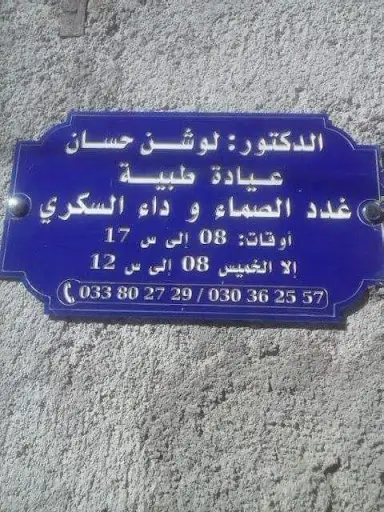 الدكتور: لوشن حسان
عيادة طبية
غدد الصماء و داء السكري
أوقات: 08 إلى س 17
إلا الخميس 08 إلى س 12
033 80 27 29 / 030 36 25 57